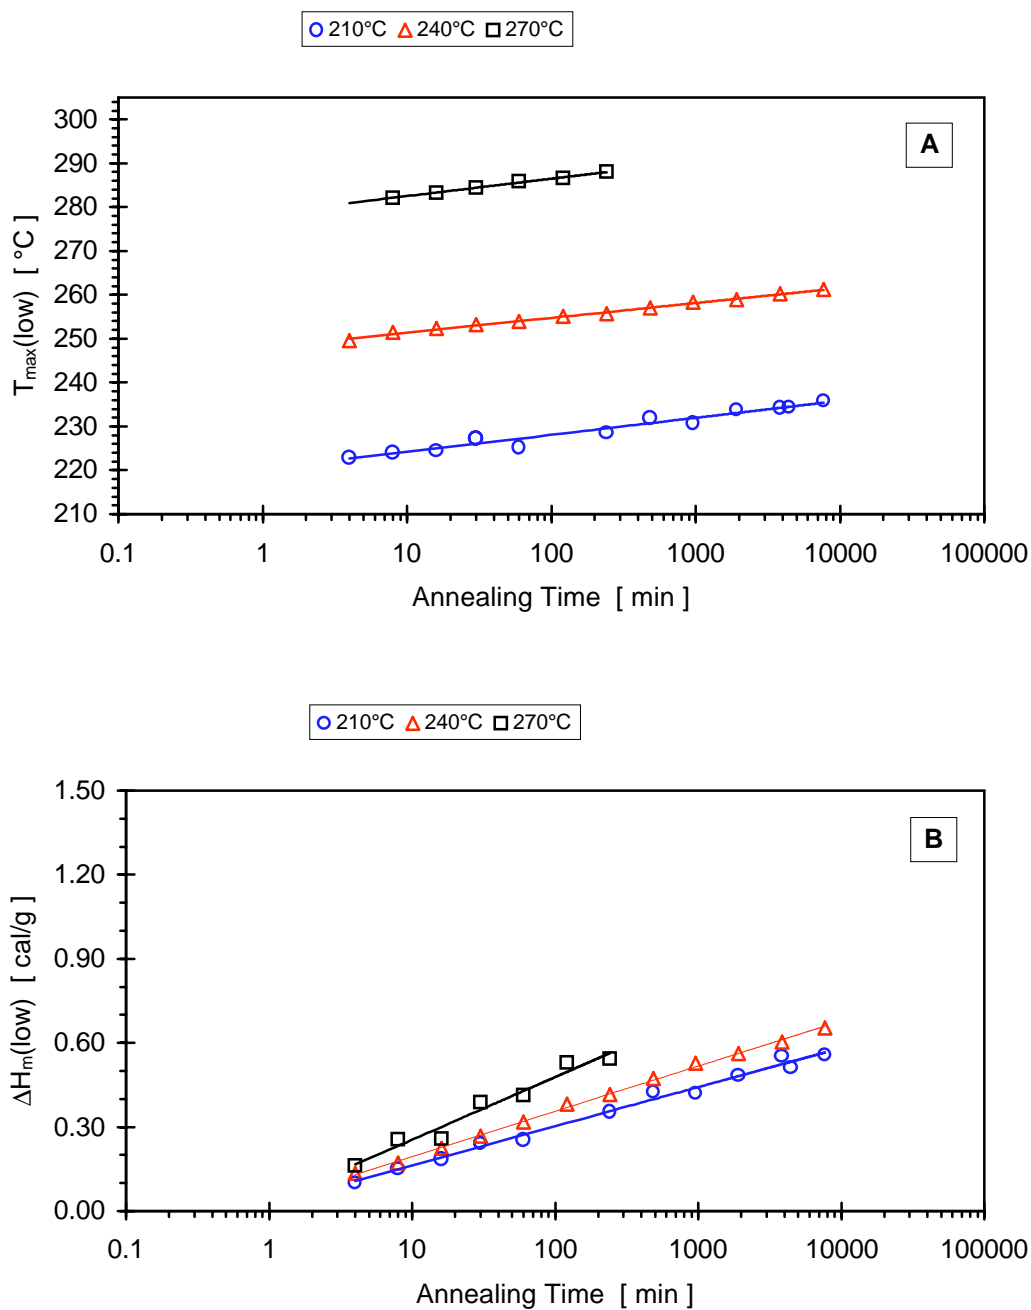 210°C 240°C 270°C
A
300
290
280
270
260
250
240
230
220
210
T_max(low) [ °C ]
0.1 1 10 100 1000 10000 100000
Annealing Time [ min ]
210°C 240°C 270°C
B
1.50
1.20
0.90
0.60
0.30
0.00
ΔH_m(low) [ cal/g ]
0.1 1 10 100 1000 10000 100000
Annealing Time [ min ]